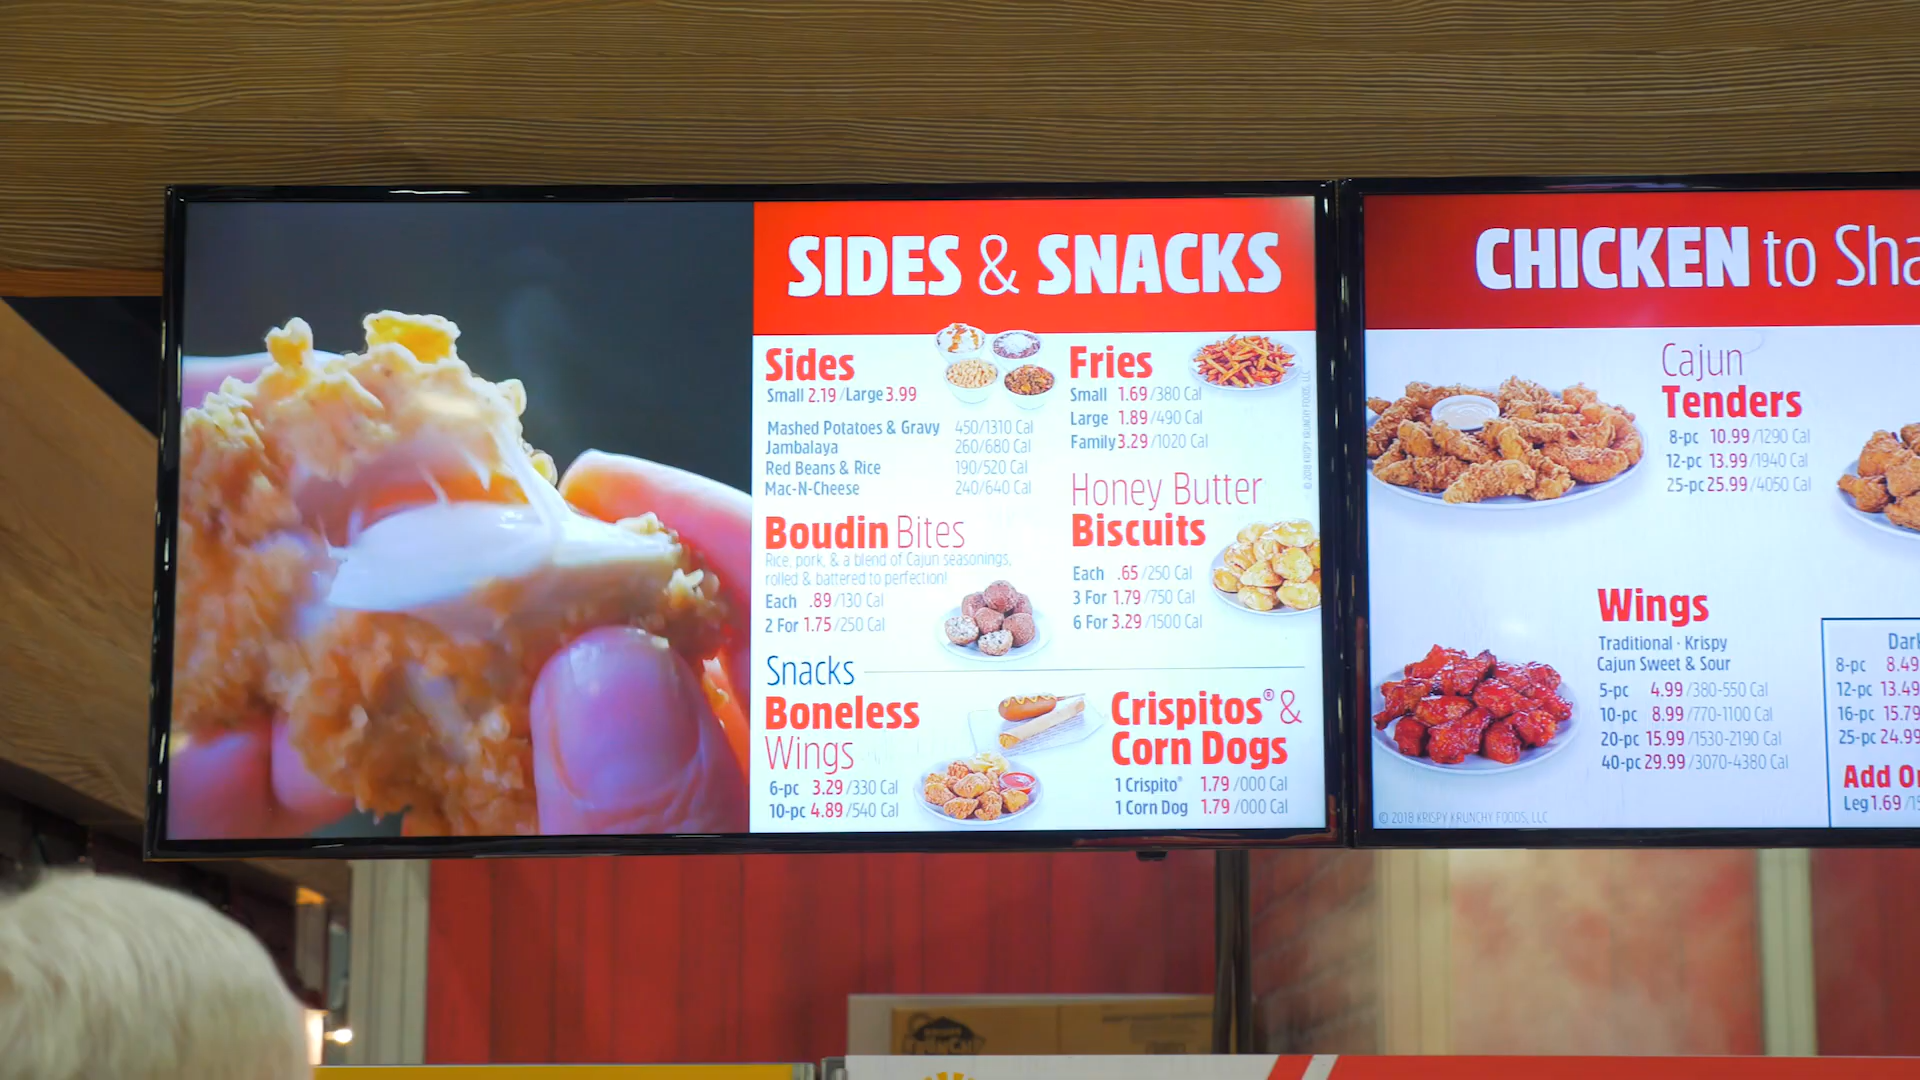 SIDES & SNACKS
Sides
Small 2.19/Large 3.99
Mashed Potatoes & Gravy 450/1310 Cal
Jambalaya 260/680 Cal
Red Beans & Rice 190/520 Cal
Mac-N-Cheese 240/640 Cal
Boudin Bites
Rice, pork, & a blend of Cajun seasonings,
rolled & battered to perfection!
Each .89/130 Cal
2 For 1.75/250 Cal
Fries
Small 1.69/380 Cal
Large 1.89/490 Cal
Family 3.29/1020 Cal
Honey Butter
Biscuits
Each .65/250 Cal
3 For 1.79/750 Cal
6 For 3.29/1500 Cal
© 2018 KRISPY KRUNCHY FOODS, LLC
Snacks
Boneless
Wings
6-pc 3.29/330 Cal
10-pc 4.89/540 Cal
Crispitos® &
Corn Dogs
1 Crispito® 1.79/000 Cal
1 Corn Dog 1.79/000 Cal
CHICKEN to Sha
Cajun
Tenders
8-pc 10.99/1290 Cal
12-pc 13.99/1940 Cal
25-pc 25.99/4050 Cal
Wings
Traditional · Krispy
Cajun Sweet & Sour
5-pc 4.99/380-550 Cal
10-pc 8.99/770-1100 Cal
20-pc 15.99/1530-2190 Cal
40-pc 29.99/3070-4380 Cal
Dark
8-pc 8.49
12-pc 13.49
16-pc 15.79
25-pc 24.99
Add O
Leg 1.69
© 2018 KRISPY KRUNCHY FOODS, LLC